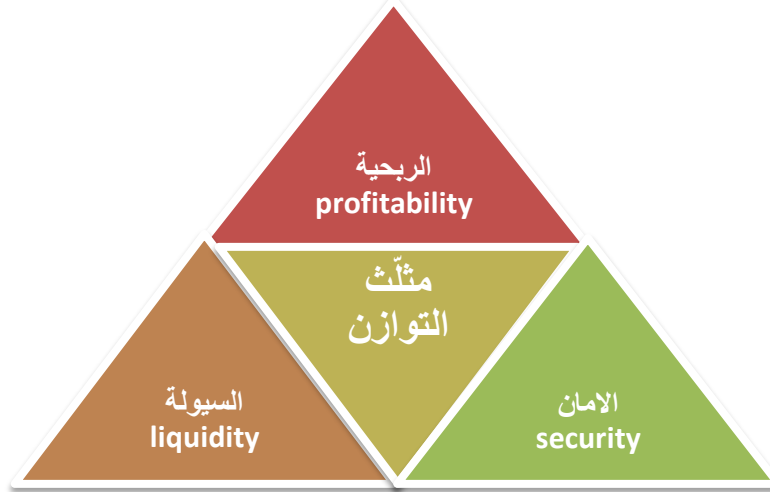 الربحية
profitability
مثلّث
التوازن
السيولة
liquidity
الامان
security